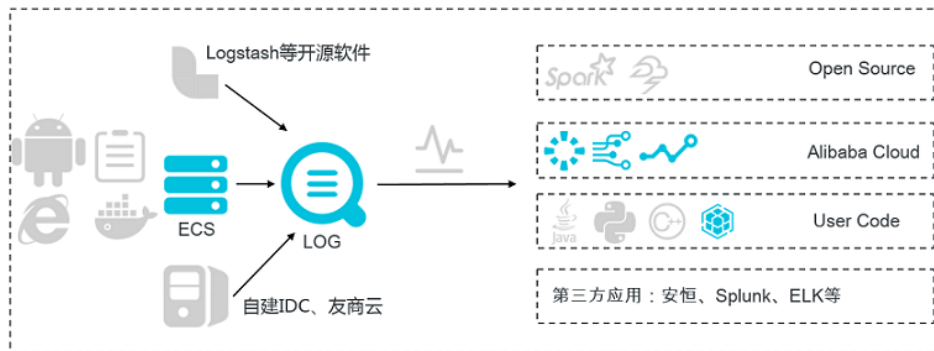 Logstash等开源软件
ECS
LOG
自建IDC、友商云
Spark
Open Source
Alibaba Cloud
Java
C++
User Code
第三方应用：安恒、Splunk、ELK等